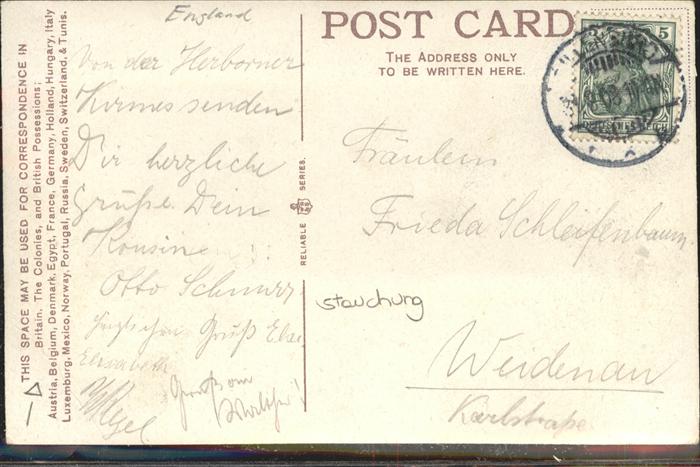 England
THIS SPACE MAY BE USED FOR CORRESPONDENCE IN
Britain, The Colonies, and British Possessions;
Austria, Belgium, Denmark, Egypt, France, Germany, Holland, Hungary, Italy
Luxemburg, Mexico, Norway, Portugal, Russia, Sweden, Switzerland, & Tunis.
Von der Herborner
Kirmes senden
Dir herzliche
Grüße Dein
Kousine
Otto
Gruß
Elisabeth
RELIABLE SERIES.
POST CARD
THE ADDRESS ONLY
TO BE WRITTEN HERE.
5
Fräulein
Frieda Schleifenbaum
stauchung
Weidenau
Karlstraße